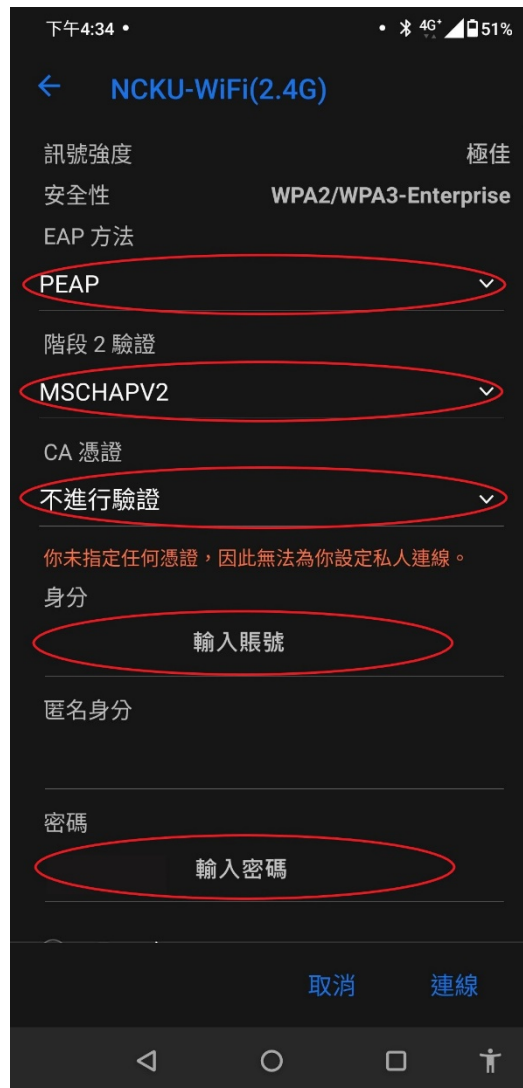 下午4:34 • • 4G+ 51%
NCKU-WiFi(2.4G)
訊號強度 極佳
安全性 WPA2/WPA3-Enterprise
EAP 方法
PEAP
階段 2 驗證
MSCHAPV2
CA 憑證
不進行驗證
你未指定任何憑證，因此無法為你設定私人連線。
身分
輸入賬號
匿名身分
密碼
輸入密碼
取消 連線